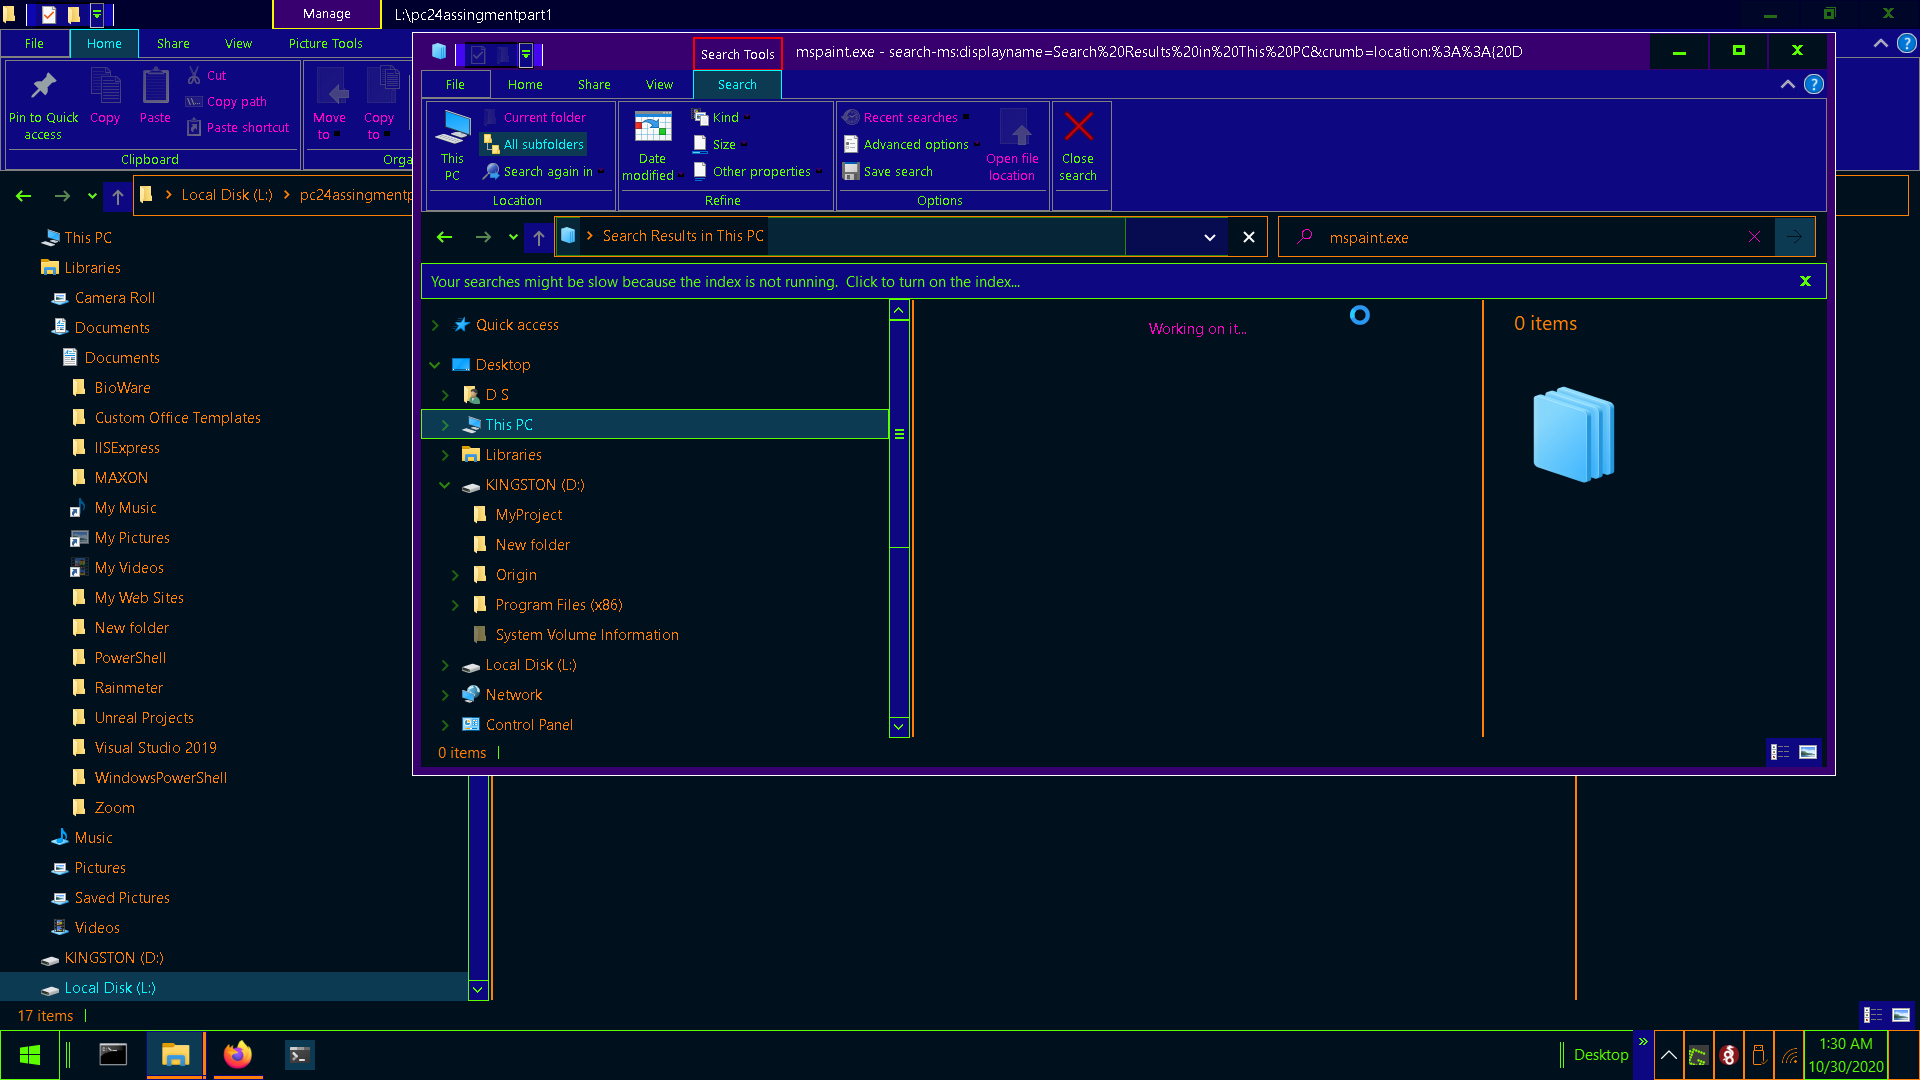 Manage
L:\pc24assingmentpart1
File
Home
Share
View
Picture Tools
Pin to Quick access
Copy
Paste
Cut
Copy path
Paste shortcut
Move to
Copy to
Clipboard
Orga
Local Disk (L:)
pc24assingmentp
This PC
Libraries
Camera Roll
Documents
Documents
BioWare
Custom Office Templates
IISExpress
MAXON
My Music
My Pictures
My Videos
My Web Sites
New folder
PowerShell
Rainmeter
Unreal Projects
Visual Studio 2019
WindowsPowerShell
Zoom
Music
Pictures
Saved Pictures
Videos
KINGSTON (D:)
Local Disk (L:)
17 items
Search Tools
mspaint.exe - search-ms:displayname=Search%20Results%20in%20This%20PC&crumb=location:%3A%3A{20D
File
Home
Share
View
Search
This PC
Current folder
All subfolders
Search again in
Location
Date modified
Kind
Size
Other properties
Refine
Recent searches
Advanced options
Save search
Open file location
Options
Close search
Search Results in This PC
mspaint.exe
Your searches might be slow because the index is not running.  Click to turn on the index...
Quick access
Desktop
D S
This PC
Libraries
KINGSTON (D:)
MyProject
New folder
Origin
Program Files (x86)
System Volume Information
Local Disk (L:)
Network
Control Panel
Working on it...
0 items
0 items
Desktop
1:30 AM
10/30/2020